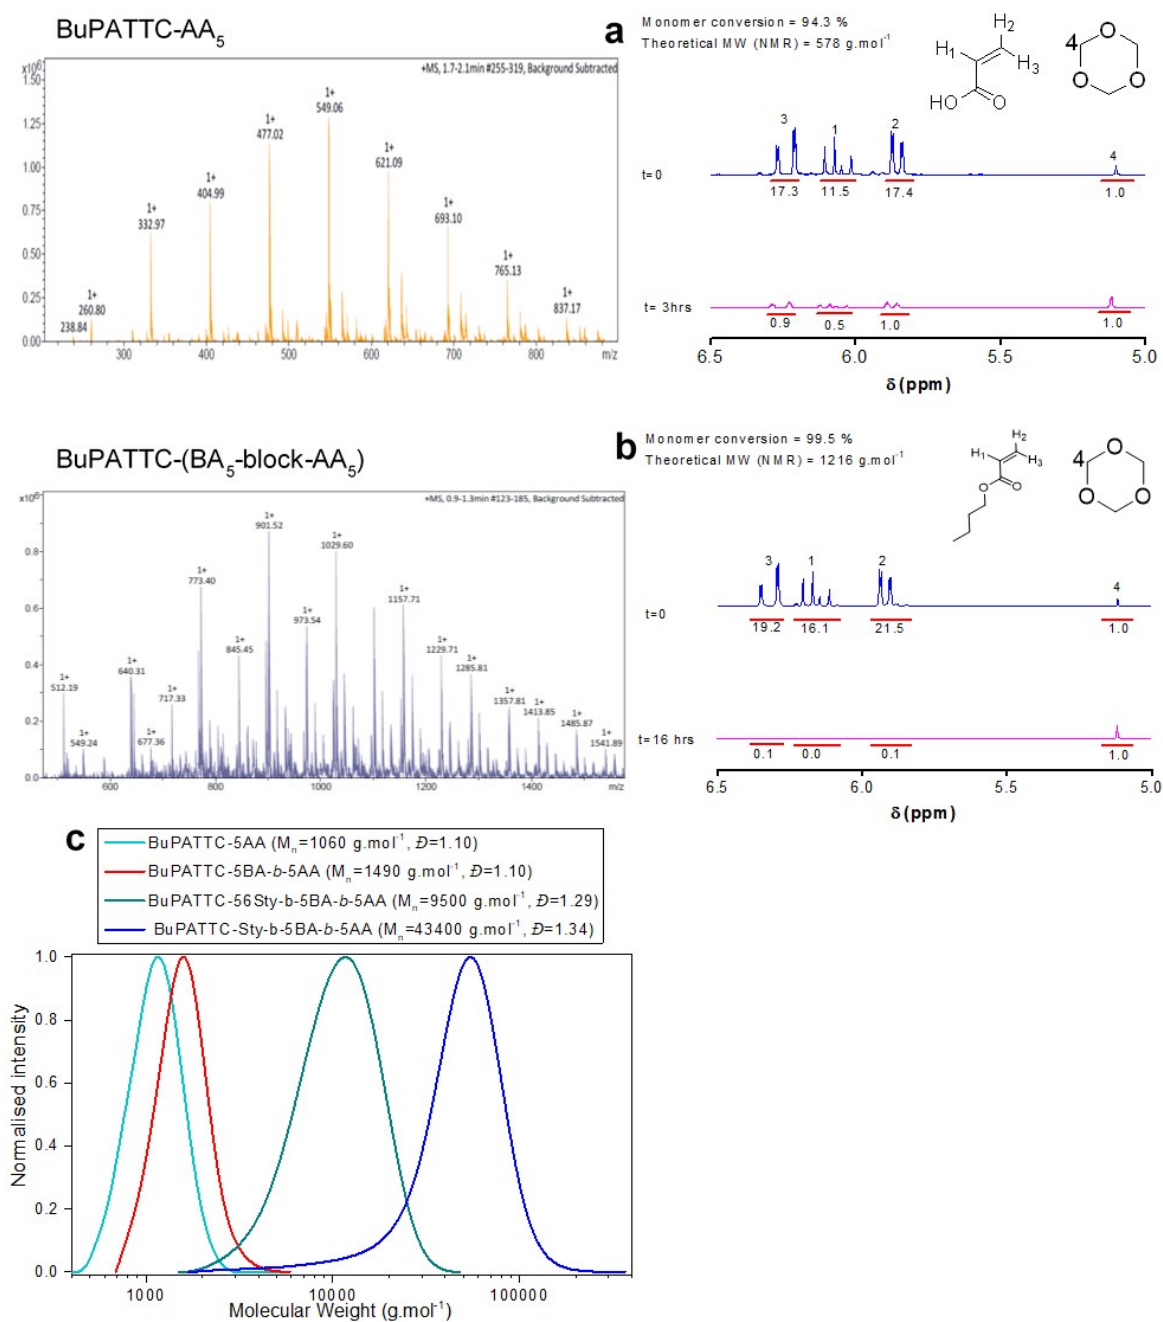 BuPATTC-AA5
+MS, 1.7-2.1min #255-319, Background Subtracted
x10^6
1.50
1.25
1.00
0.75
0.50
0.25
0.00
238.84
1+
260.80
1+
332.97
1+
404.99
1+
477.02
1+
549.06
1+
621.09
1+
693.10
1+
765.13
1+
837.17
300 400 500 600 700 800 m/z
a
Monomer conversion = 94.3 %
Theoretical MW (NMR) = 578 g.mol-1
H2
H1
H3
HO
O
4
O
O
O
3 1 2 4
t= 0
17.3 11.5 17.4 1.0
t= 3hrs
0.9 0.5 1.0 1.0
6.5 6.0 5.5 5.0
δ (ppm)
BuPATTC-(BA5-block-AA5)
+MS, 0.9-1.3min #123-185, Background Subtracted
x10^6
0.8
0.6
0.4
0.2
0.0
1+
512.19
1+
549.24
1+
640.31
1+
677.36
1+
717.33
1+
773.40
1+
845.45
1+
901.52
1+
973.54
1+
1029.60
1+
1157.71
1+
1229.71
1+
1285.81
1+
1357.81
1+
1413.85
1+
1485.87
1+
1541.89
600 800 1000 1200 1400 m/z
b
Monomer conversion = 99.5 %
Theoretical MW (NMR) = 1216 g.mol-1
H2
H1
H3
O
O
4
O
O
O
3 1 2 4
t=0
19.2 16.1 21.5 1.0
t=16 hrs
0.1 0.0 0.1 1.0
6.5 6.0 5.5 5.0
δ (ppm)
c
BuPATTC-5AA (Mn=1060 g.mol-1, Đ=1.10)
BuPATTC-5BA-b-5AA (Mn=1490 g.mol-1, Đ=1.10)
BuPATTC-56Sty-b-5BA-b-5AA (Mn=9500 g.mol-1, Đ=1.29)
BuPATTC-Sty-b-5BA-b-5AA (Mn=43400 g.mol-1, Đ=1.34)
Normalised intensity
1.0
0.8
0.6
0.4
0.2
0.0
1000 10000 100000
Molecular Weight (g.mol-1)